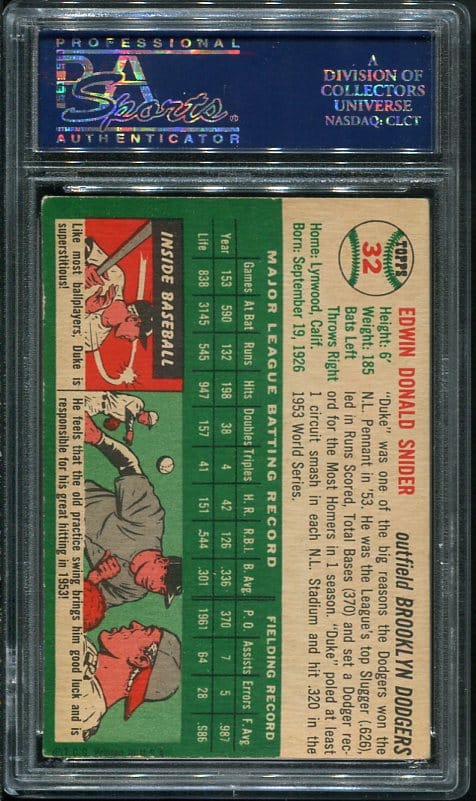 PROFESSIONAL
PSA
Sports
AUTHENTICATOR
A
DIVISION OF
COLLECTORS
UNIVERSE
NASDAQ: CLCT
TOPPS
32
EDWIN DONALD SNIDER
outfield BROOKLYN DODGERS
Height: 6'
Weight: 185
Bats Left
Throws Right
Home: Lynwood, Calif.
Born: September 19, 1926
"Duke" was one of the big reasons the Dodgers won the
N.L. Pennant in '53. He was the League's top Slugger (.626),
led in Runs Scored, Total Bases (370) and set a Dodger rec-
ord for the Most Homers in 1 season. "Duke" poled at least
1 circuit smash in each N.L. Stadium and hit .320 in the
1953 World Series.
MAJOR LEAGUE BATTING RECORD FIELDING RECORD
Games At Bat Runs Hits Doubles Triples H. R. R.B.I. B. Avg. P. O. Assists Errors F. Avg
Year 153 590 132 198 38 4 42 126 .336 370 7 5 .987
Life 838 3145 545 947 157 41 151 .544 .301 1961 64 28 .986
INSIDE BASEBALL
Like most ballplayers, Duke is
superstitious!
He feels that the old practice swing brings him good luck and is
responsible for his great hitting in 1953!
© T.C.G. Printed in U.S.A.